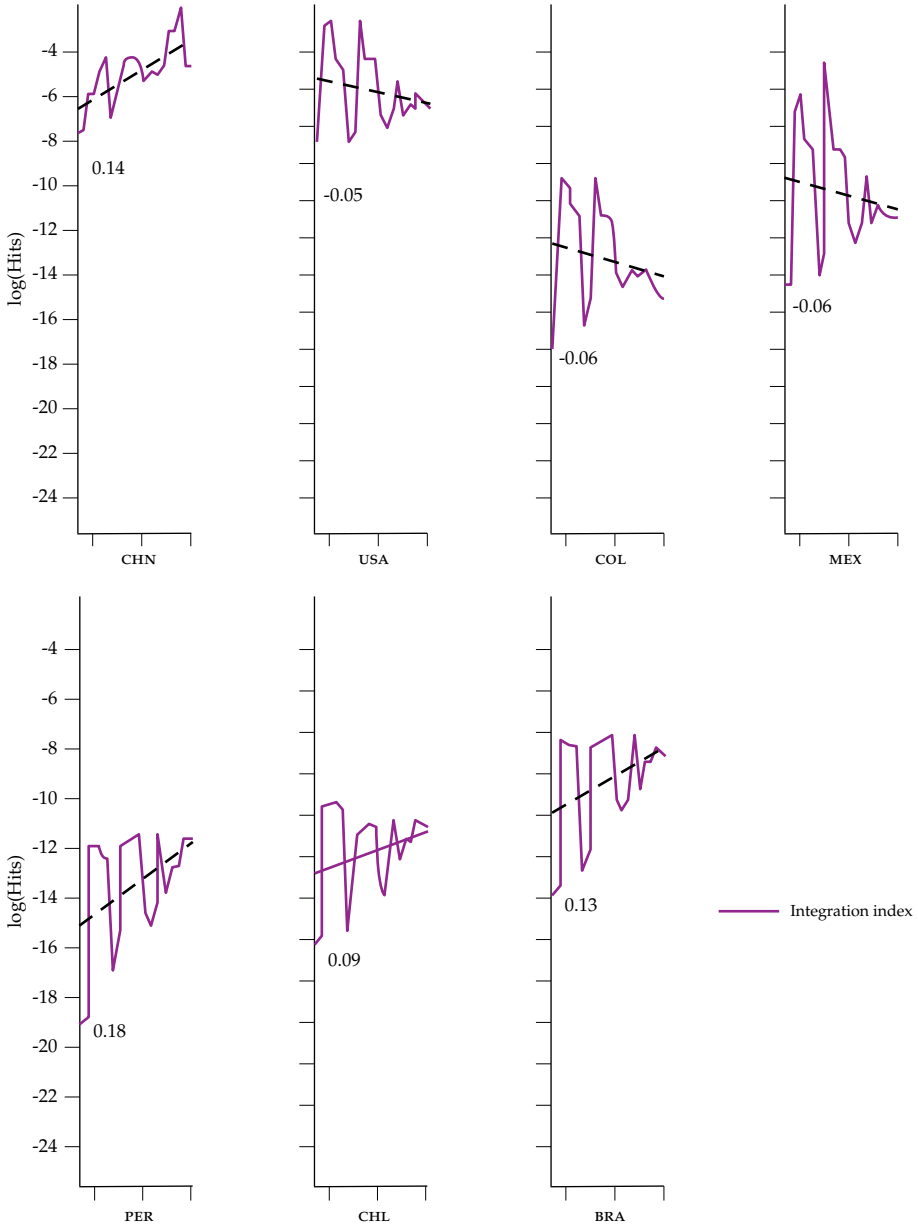 -4
-6
-8
-10
-12
-14
-16
-18
-20
-22
-24
log(Hits)
0.14
-0.05
-0.06
-0.06
CHN
USA
COL
MEX
-4
-6
-8
-10
-12
-14
-16
-18
-20
-22
-24
log(Hits)
0.18
0.09
0.13
Integration index
PER
CHL
BRA